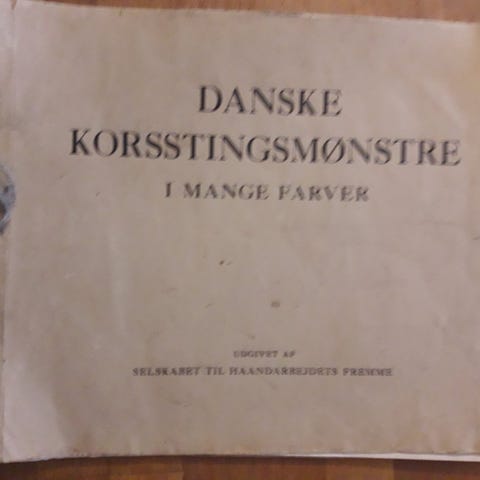 DANSKE
KORSSTINGSMØNSTRE
I MANGE FARVER
UDGIVET AF
SELSKABET TIL HAANDARBEJDETS FREMME